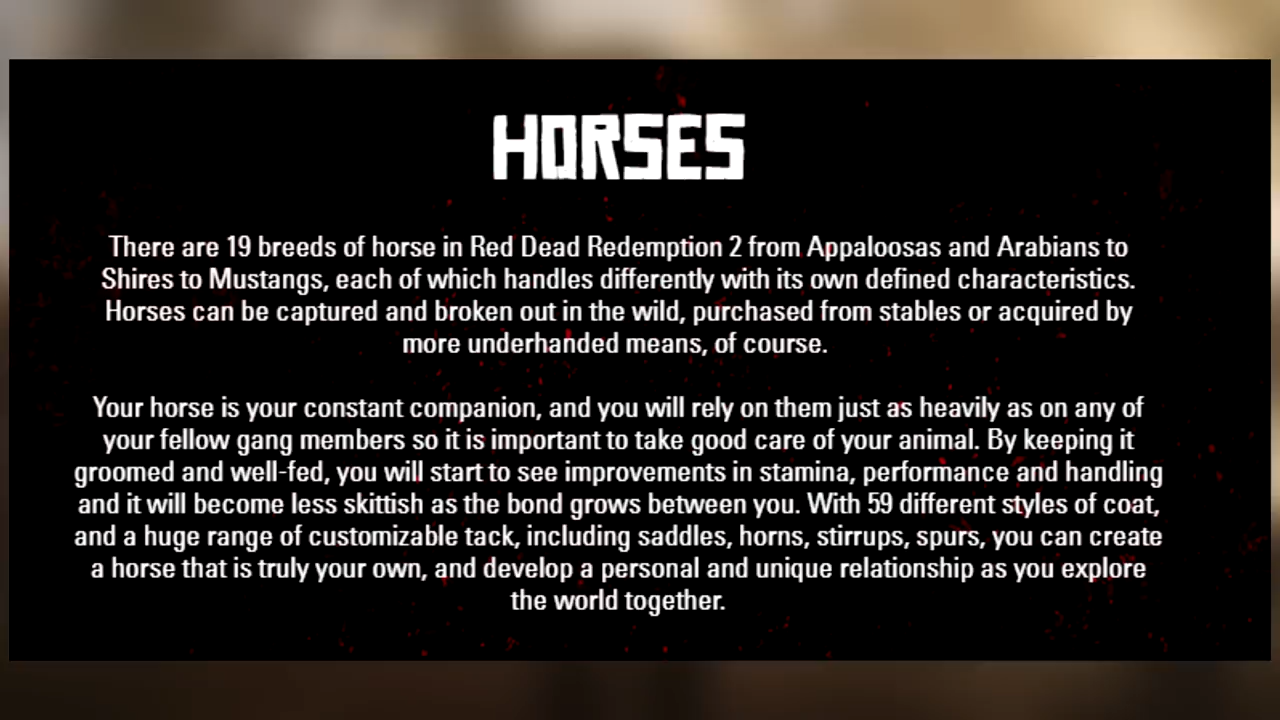 HORSES
There are 19 breeds of horse in Red Dead Redemption 2 from Appaloosas and Arabians to
Shires to Mustangs, each of which handles differently with its own defined characteristics.
Horses can be captured and broken out in the wild, purchased from stables or acquired by
more underhanded means, of course.
Your horse is your constant companion, and you will rely on them just as heavily as on any of
your fellow gang members so it is important to take good care of your animal. By keeping it
groomed and well-fed, you will start to see improvements in stamina, performance and handling
and it will become less skittish as the bond grows between you. With 59 different styles of coat,
and a huge range of customizable tack, including saddles, horns, stirrups, spurs, you can create
a horse that is truly your own, and develop a personal and unique relationship as you explore
the world together.